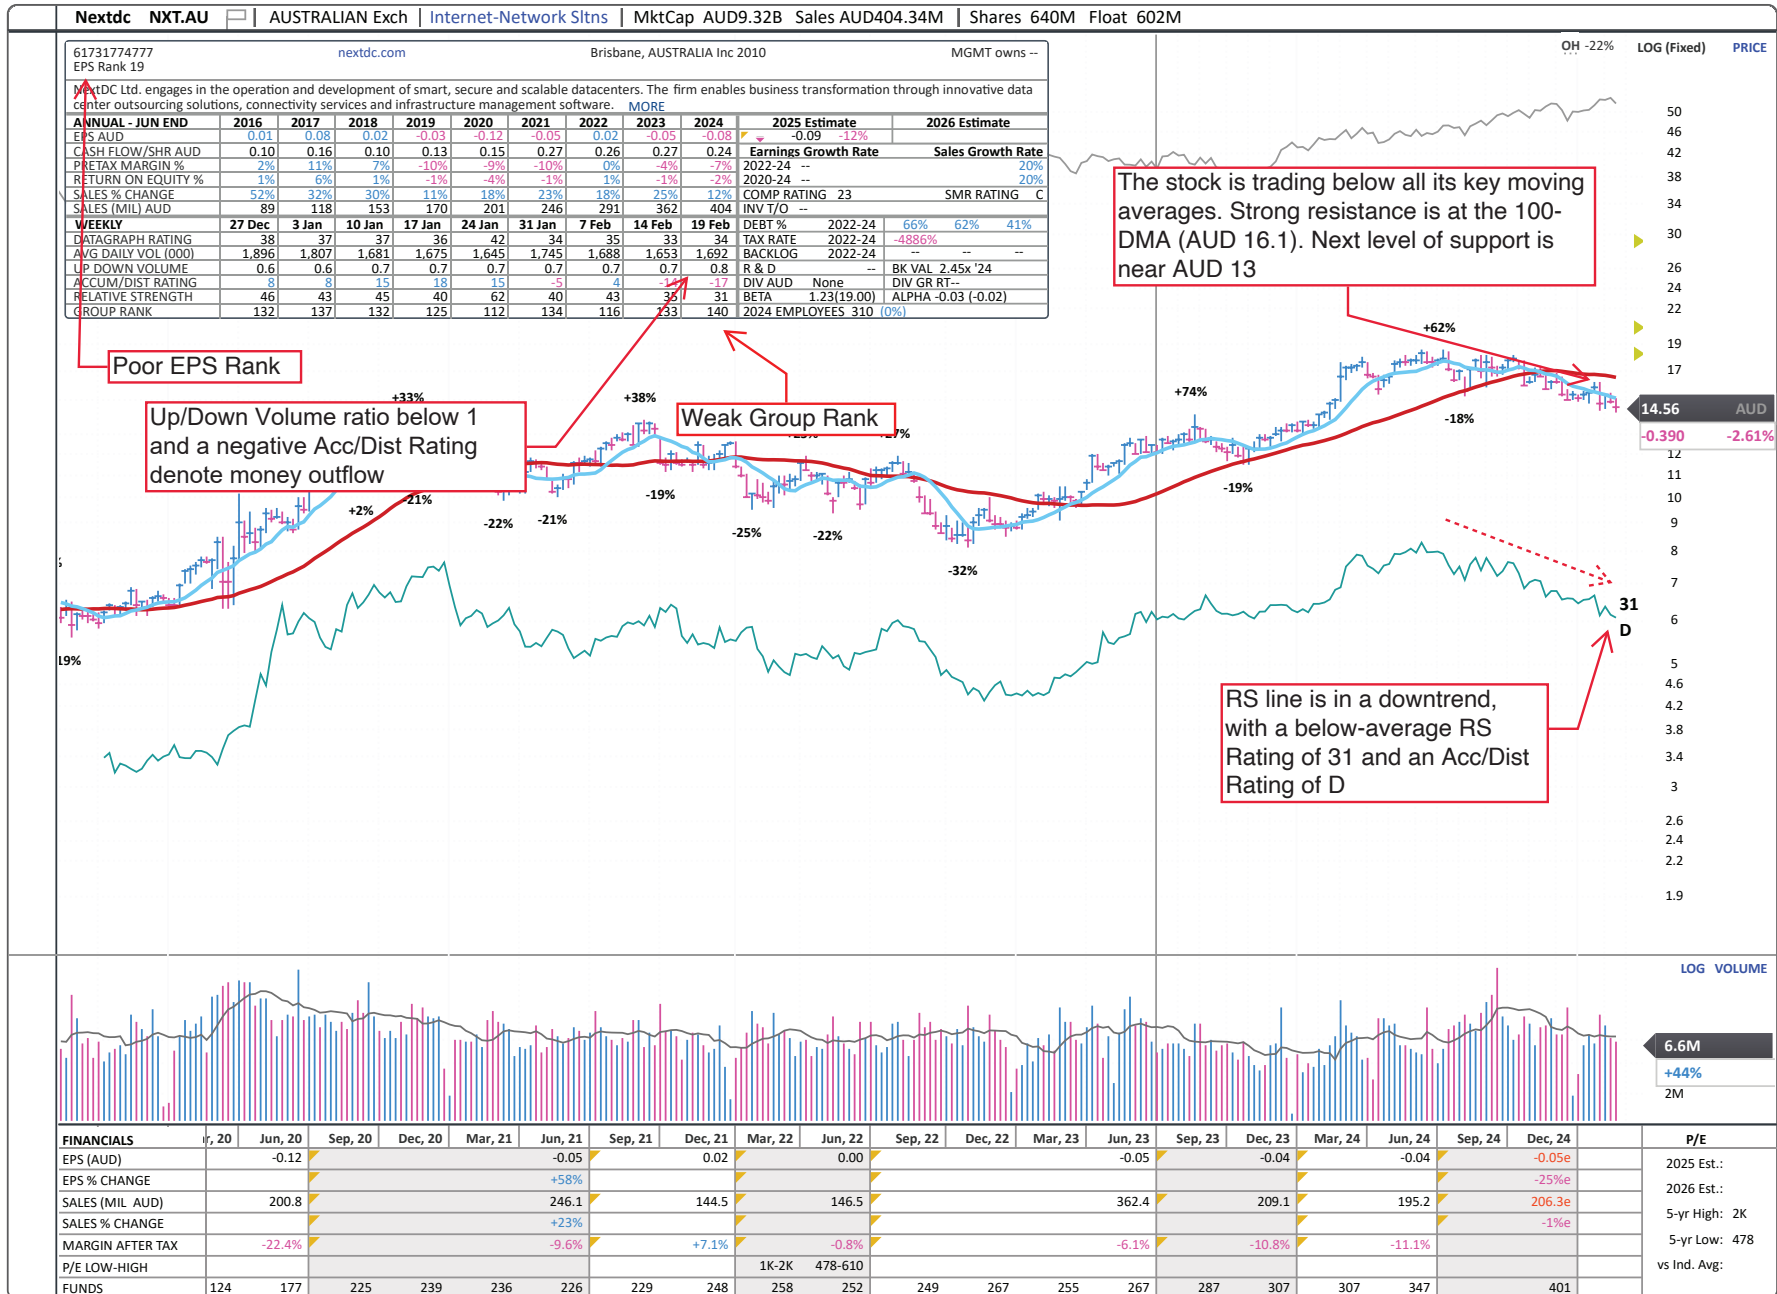 Nextdc NXT.AU AUSTRALIAN Exch Internet-Network Sltns MktCap AUD9.32B Sales AUD404.34M Shares 640M Float 602M
61731774777 nextdc.com Brisbane, AUSTRALIA Inc 2010 MGMT owns --
EPS Rank 19
NextDC Ltd. engages in the operation and development of smart, secure and scalable datacenters. The firm enables business transformation through innovative data
center outsourcing solutions, connectivity services and infrastructure management software. MORE
ANNUAL - JUN END 2016 2017 2018 2019 2020 2021 2022 2023 2024 2025 Estimate 2026 Estimate
EPS AUD 0.01 0.08 0.02 -0.03 -0.12 -0.05 0.02 -0.05 -0.08 -0.09 -12%
CASH FLOW/SHR AUD 0.10 0.16 0.10 0.13 0.15 0.27 0.26 0.27 0.24 Earnings Growth Rate Sales Growth Rate
PRETAX MARGIN % 2% 11% 7% -10% -9% -10% 0% -4% -7% 2022-24 -- 20%
RETURN ON EQUITY % 1% 6% 1% -1% -4% -1% 1% -1% -2% 2020-24 -- 20%
SALES % CHANGE 52% 32% 30% 11% 18% 23% 18% 25% 12% COMP RATING 23 SMR RATING C
SALES (MIL) AUD 89 118 153 170 201 246 291 362 404 INV T/O --
WEEKLY 27 Dec 3 Jan 10 Jan 17 Jan 24 Jan 31 Jan 7 Feb 14 Feb 19 Feb DEBT % 2022-24 66% 62% 41%
DATAGRAPH RATING 38 37 37 36 42 34 35 33 34 TAX RATE 2022-24 -4886%
AVG DAILY VOL (000) 1,896 1,807 1,681 1,675 1,645 1,745 1,688 1,653 1,692 BACKLOG 2022-24 -- -- --
UP DOWN VOLUME 0.6 0.6 0.7 0.7 0.7 0.7 0.7 0.7 0.8 R & D -- BK VAL 2.45x '24
ACCUM/DIST RATING 8 8 15 18 15 -5 4 -14 -17 DIV AUD None DIV GR RT--
RELATIVE STRENGTH 46 43 45 40 62 40 43 35 31 BETA 1.23(19.00) ALPHA -0.03 (-0.02)
GROUP RANK 132 137 132 125 112 134 116 133 140 2024 EMPLOYEES 310 (0%)
OH -22% LOG (Fixed) PRICE
The stock is trading below all its key moving
averages. Strong resistance is at the 100-
DMA (AUD 16.1). Next level of support is
near AUD 13
Poor EPS Rank
Up/Down Volume ratio below 1
and a negative Acc/Dist Rating
denote money outflow
Weak Group Rank
RS line is in a downtrend,
with a below-average RS
Rating of 31 and an Acc/Dist
Rating of D
19%
+2%
+33%
-21%
-22%
-21%
+38%
-19%
-25%
-22%
-32%
+74%
-19%
+62%
-18%
31
D
50
46
42
38
34
30
26
24
22
19
17
14.56 AUD
-0.390 -2.61%
12
11
10
9
8
7
6
5
4.6
4.2
3.8
3.4
3
2.6
2.4
2.2
1.9
LOG VOLUME
6.6M
+44%
2M
FINANCIALS r, 20 Jun, 20 Sep, 20 Dec, 20 Mar, 21 Jun, 21 Sep, 21 Dec, 21 Mar, 22 Jun, 22 Sep, 22 Dec, 22 Mar, 23 Jun, 23 Sep, 23 Dec, 23 Mar, 24 Jun, 24 Sep, 24 Dec, 24 P/E
EPS (AUD) -0.12 -0.05 0.02 0.00 -0.05 -0.04 -0.04 -0.05e
2025 Est.:
EPS % CHANGE +58% -25%e
2026 Est.:
SALES (MIL AUD) 200.8 246.1 144.5 146.5 362.4 209.1 195.2 206.3e
5-yr High: 2K
SALES % CHANGE +23% -1%e
5-yr Low: 478
MARGIN AFTER TAX -22.4% -9.6% +7.1% -0.8% -6.1% -10.8% -11.1%
P/E LOW-HIGH 1K-2K 478-610 vs Ind. Avg:
FUNDS 124 177 225 239 236 226 229 248 258 252 249 267 255 267 287 307 307 347 401